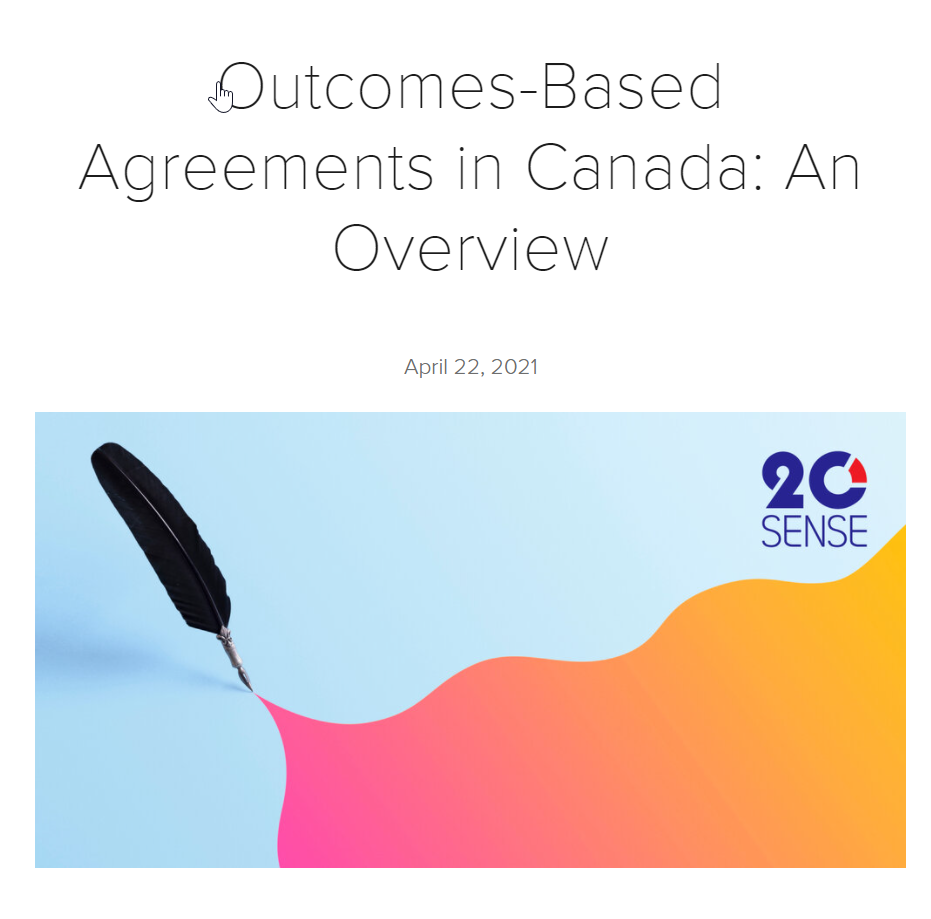 Outcomes-Based
Agreements in Canada: An
Overview
April 22, 2021
20
SENSE